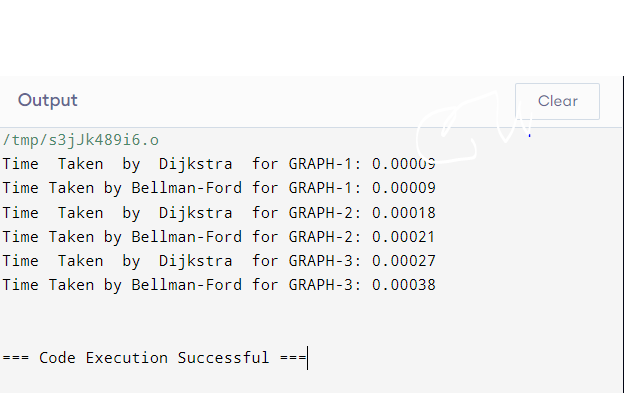 Output
Clear
/tmp/s3jJk489i6.o
Time Taken by Dijkstra for GRAPH-1: 0.00009
Time Taken by Bellman-Ford for GRAPH-1: 0.00009
Time Taken by Dijkstra for GRAPH-2: 0.00018
Time Taken by Bellman-Ford for GRAPH-2: 0.00021
Time Taken by Dijkstra for GRAPH-3: 0.00027
Time Taken by Bellman-Ford for GRAPH-3: 0.00038
=== Code Execution Successful ===